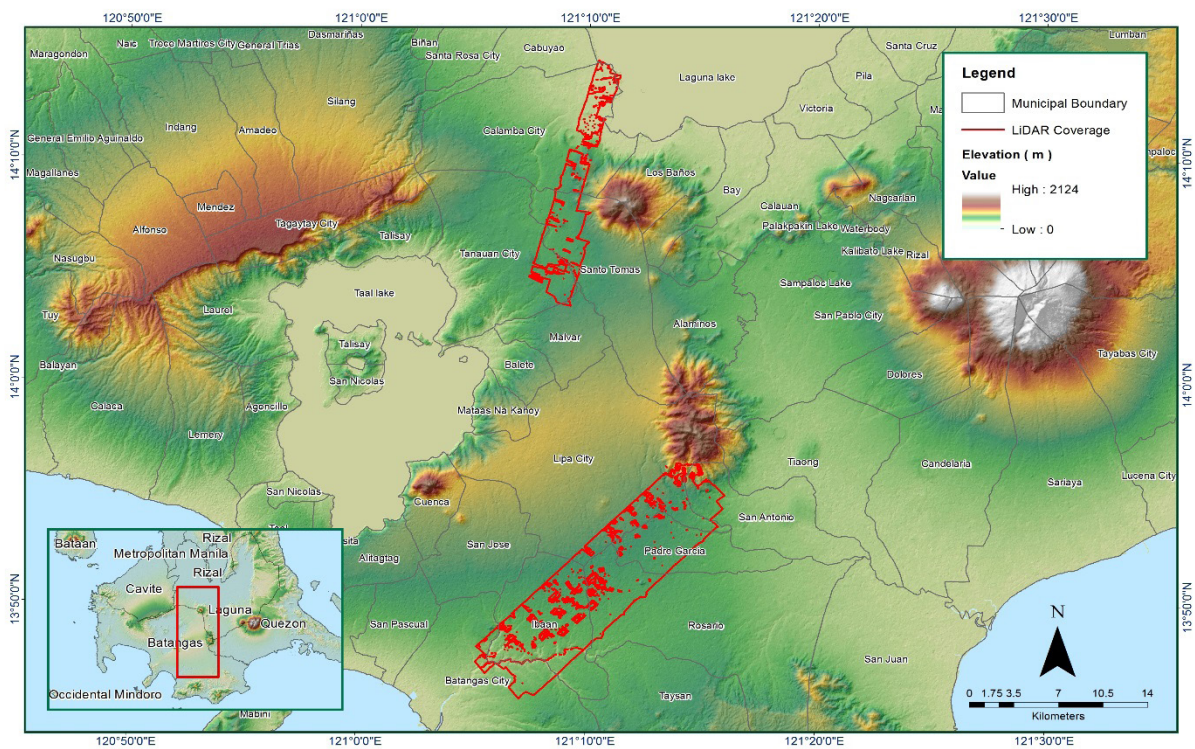 120°50'0"E 121°0'0"E 121°10'0"E 121°20'0"E 121°30'0"E
Dasmariñas
Naic Trece Martires City General Trias Biñan Cabuyao Santa Cruz Lumban
Maragondon Santa Rosa City
Laguna lake Pila
Silang Victoria
Indang Amadeo Calamba City
General Emilio Aguinaldo
14°10'0"N 14°10'0"N
Magallanes Los Baños Bay
Mendez Calauan Nagcarlan
Alfonso Tagaytay City Talisay Palakpakin Lake Waterbody
Nasugbu Tanauan City Kalibato Lake Rizal
Santo Tomas
Taal lake Sampaloc Lake
Tuy Laurel San Pablo City
Alaminos
Talisay Malvar
Balayan San Nicolas Balete Tayabas City
14°0'0"N 14°0'0"N
Dolores
Calaca Agoncillo Mataas Na Kahoy
Lemery
Lipa City Tiaong Candelaria
Lucena City
San Nicolas Cuenca Sariaya
San Antonio
Alitagtag San Jose Padre Garcia
13°50'0"N 13°50'0"N
San Pascual Ibaan Rosario
San Juan
Batangas City
Taysan
Mabini
Legend
Municipal Boundary
LiDAR Coverage
Elevation ( m )
Value
High : 2124
Low : 0
Rizal
Bataan
Metropolitan Manila
Rizal
Cavite
Laguna
Quezon
Batangas
Occidental Mindoro
N
0 1.75 3.5 7 10.5 14
Kilometers
120°50'0"E 121°0'0"E 121°10'0"E 121°20'0"E 121°30'0"E